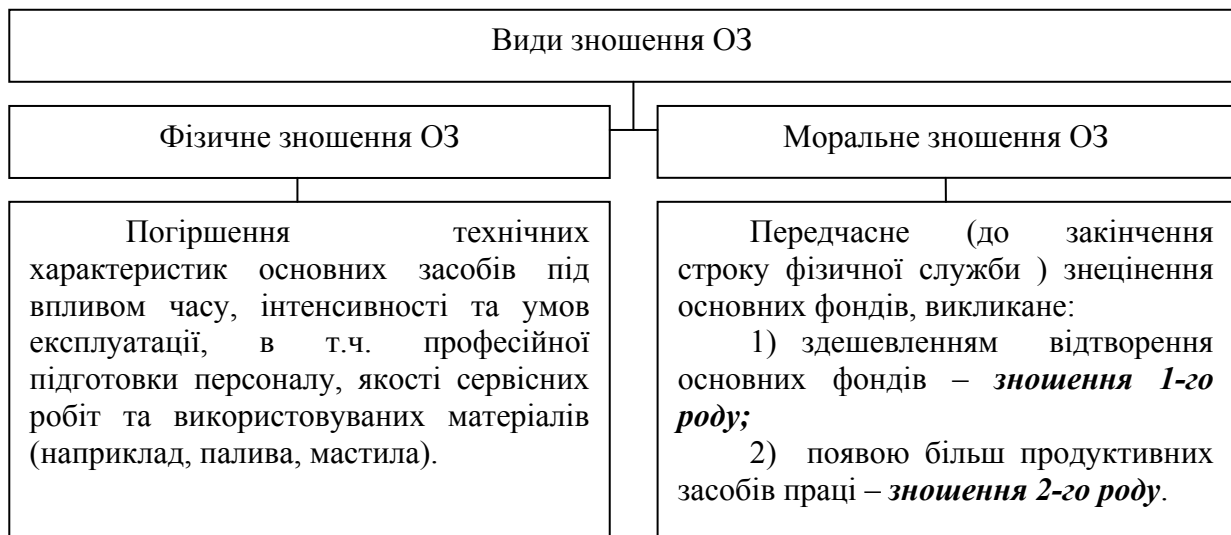 Види зношення ОЗ
Фізичне зношення ОЗ
Моральне зношення ОЗ
Погіршення технічних
характеристик основних засобів під
впливом часу, інтенсивності та умов
експлуатації, в т.ч. професійної
підготовки персоналу, якості сервісних
робіт та використовуваних матеріалів
(наприклад, палива, мастила).
Передчасне (до закінчення
строку фізичної служби ) знецінення
основних фондів, викликане:
1) здешевленням відтворення
основних фондів – зношення 1-го
роду;
2) появою більш продуктивних
засобів праці – зношення 2-го роду.